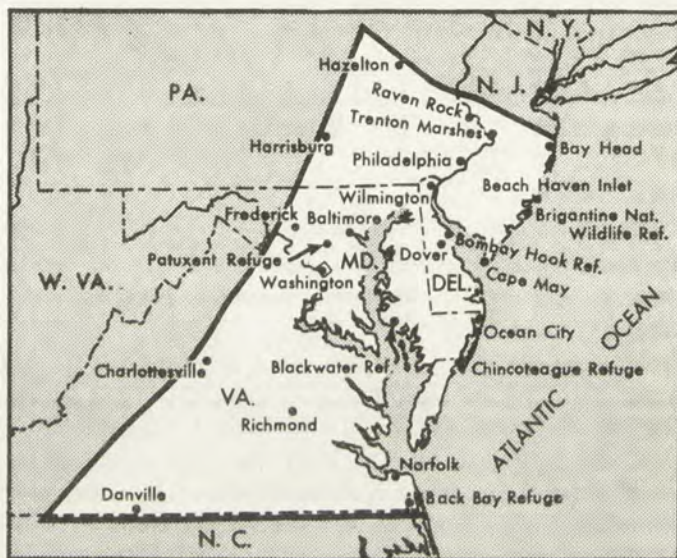 N. Y.
Hazelton
N. J.
PA.
Raven Rock
Trenton Marshes
Harrisburg
Bay Head
Philadelphia
Wilmington
Beach Haven Inlet
Frederick
Baltimore
Brigantine Nat.
Wildlife Ref.
Patuxent Refuge
MD.
Dover
Bombay Hook Ref.
W. VA.
Washington
DEL.
Cape May
Ocean City
OCEAN
Charlottesville
Blackwater Ref.
Chincoteague Refuge
VA.
Richmond
ATLANTIC
Norfolk
Danville
Back Bay Refuge
N. C.